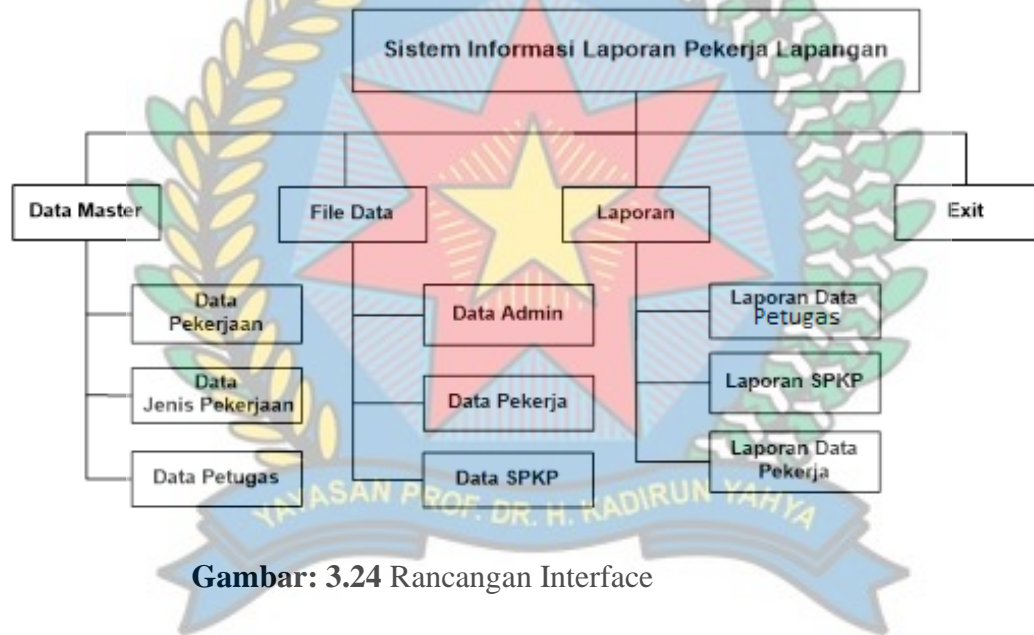 Sistem Informasi Laporan Pekerja Lapangan
Data Master
File Data
Laporan
Exit
Data
Pekerjaan
Data
Jenis Pekerjaan
Data Petugas
Data Admin
Data Pekerja
Data SPKP
Laporan Data
Petugas
Laporan SPKP
Laporan Data
Pekerja
YAYASAN PROF. DR. H. KADIRUN YAHYA
Gambar: 3.24 Rancangan Interface